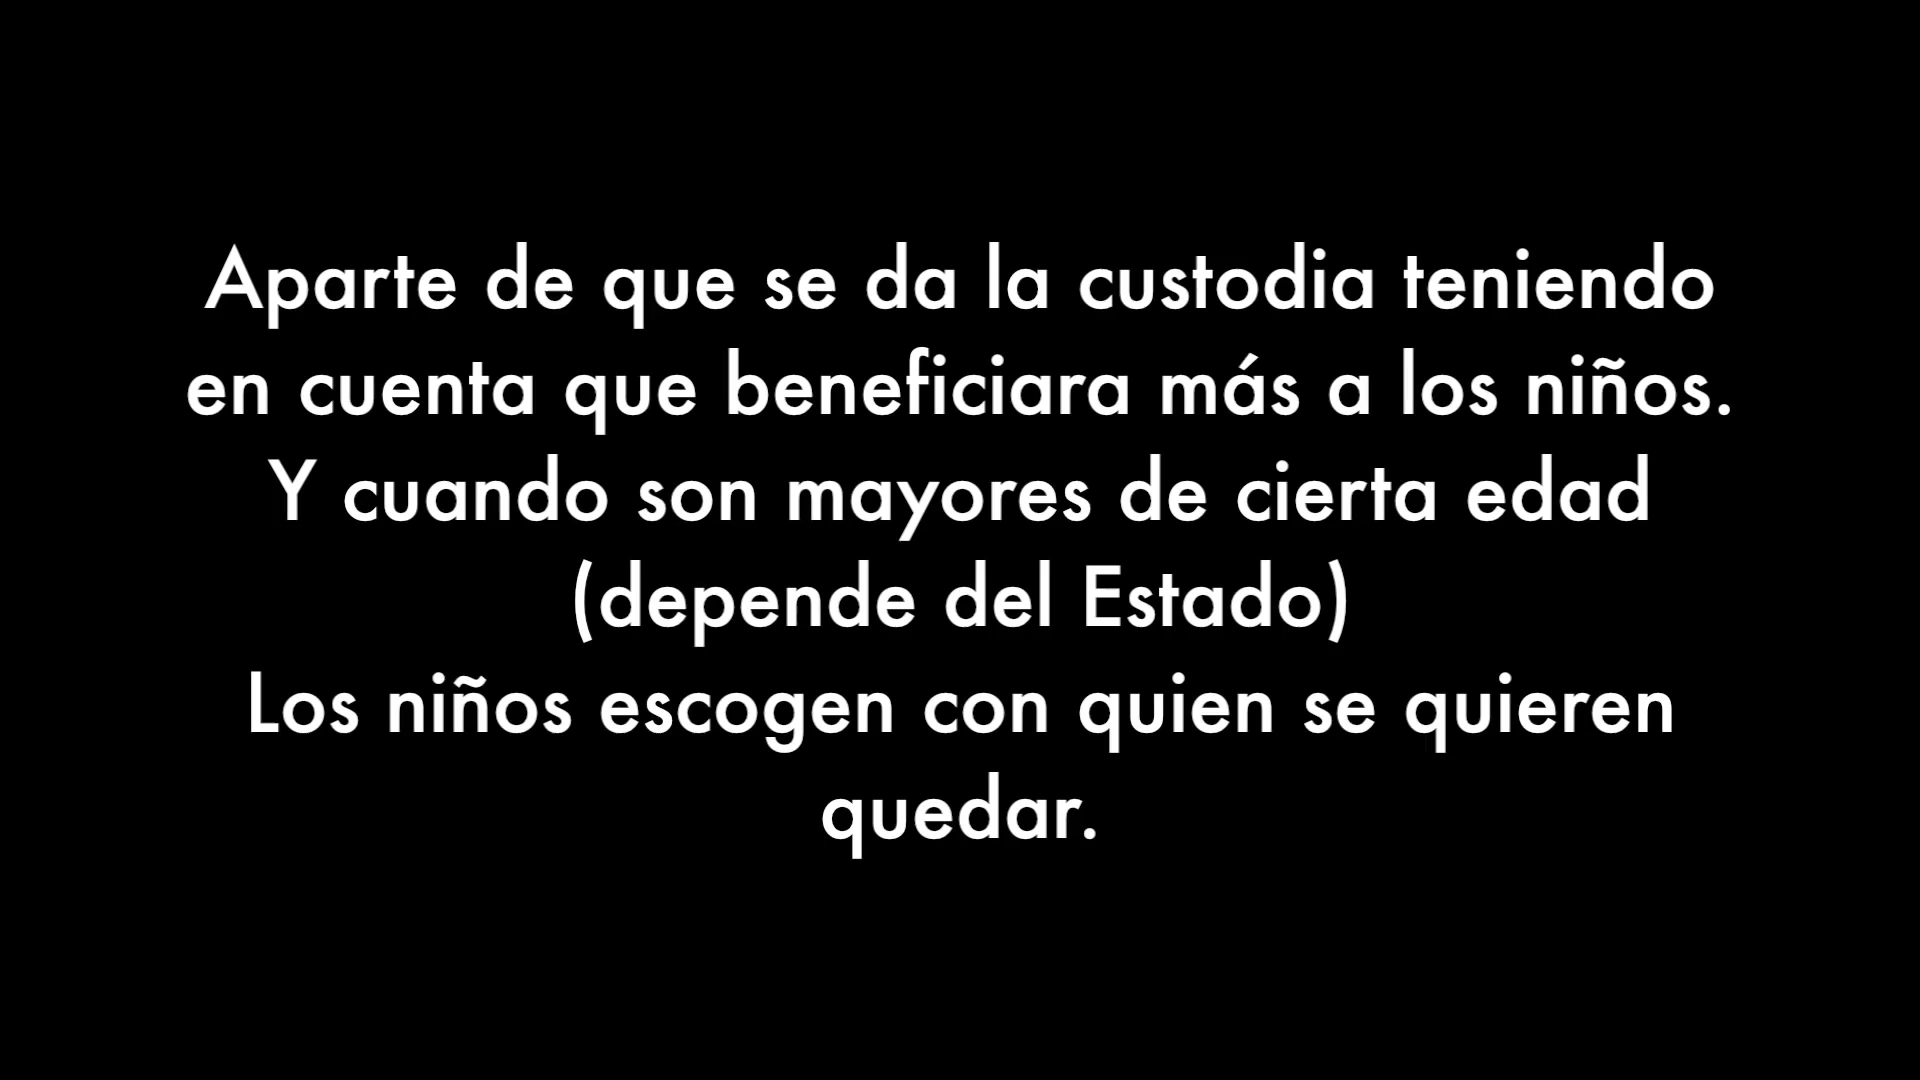 Aparte de que se da la custodia teniendo
en cuenta que beneficiara más a los niños.
Y cuando son mayores de cierta edad
(depende del Estado)
Los niños escogen con quien se quieren
quedar.